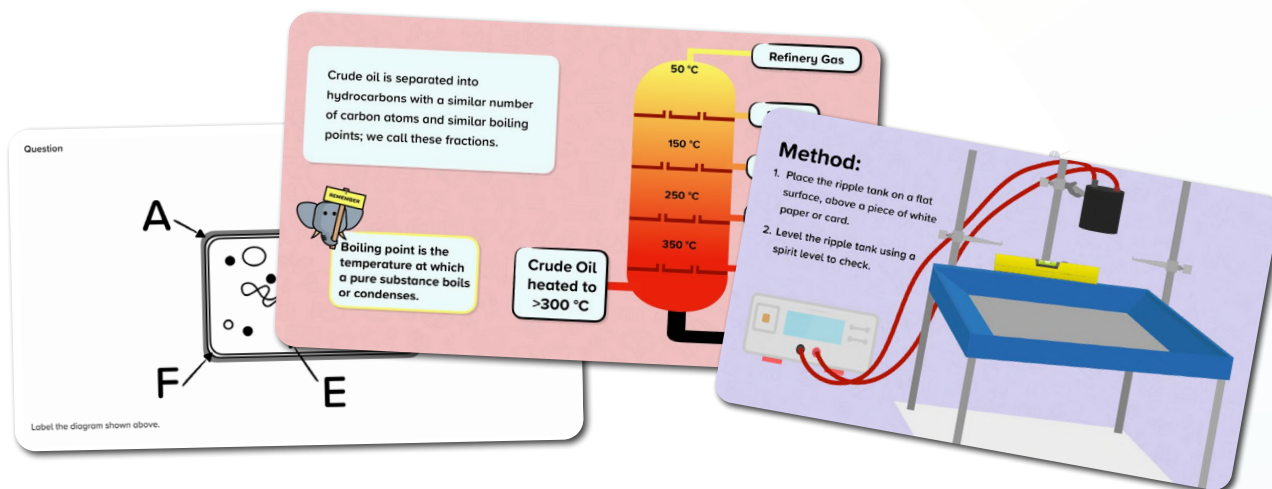 Question
A
F
E
Label the diagram shown above.
Crude oil is separated into
hydrocarbons with a similar number
of carbon atoms and similar boiling
points; we call these fractions.
REMEMBER
Boiling point is the
temperature at which
a pure substance boils
or condenses.
Crude Oil
heated to
>300 °C
50 °C
150 °C
250 °C
350 °C
Refinery Gas
Method:
1. Place the ripple tank on a flat
surface, above a piece of white
paper or card.
2. Level the ripple tank using a
spirit level to check.